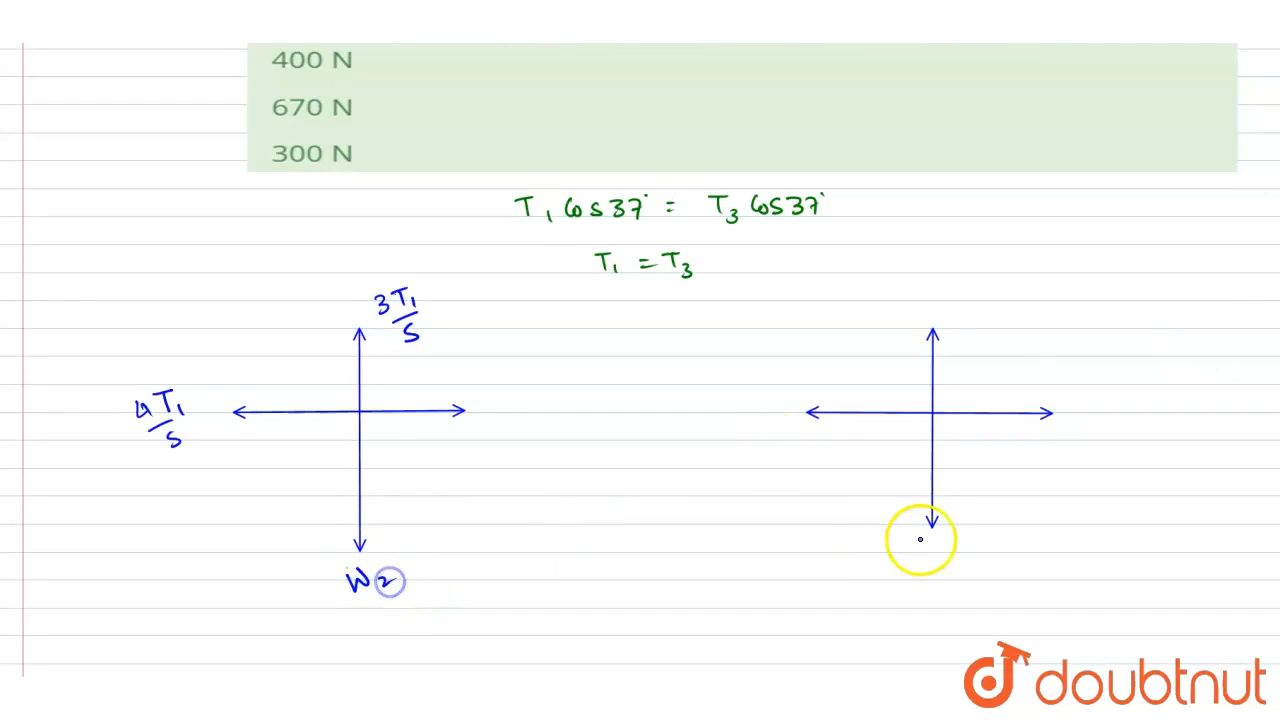 400 N
670 N
300 N
T₁ Cos 37° = T₃ Cos 37°
T₁ = T₃
3T₁/5
4T₁/5
W2
doubtnut